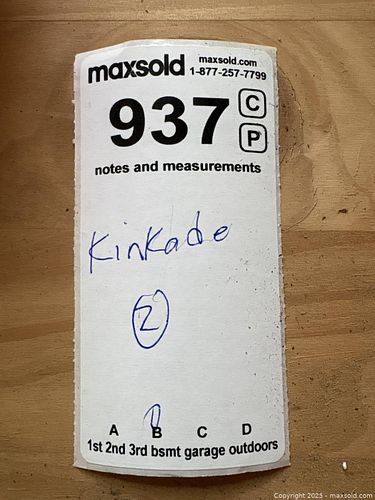 maxsold maxsold.com
1-877-257-7799
937 C
P
notes and measurements
Kinkade
2
A B C D
1st 2nd 3rd bsmt garage outdoors
Copyright 2025 - maxsold.com